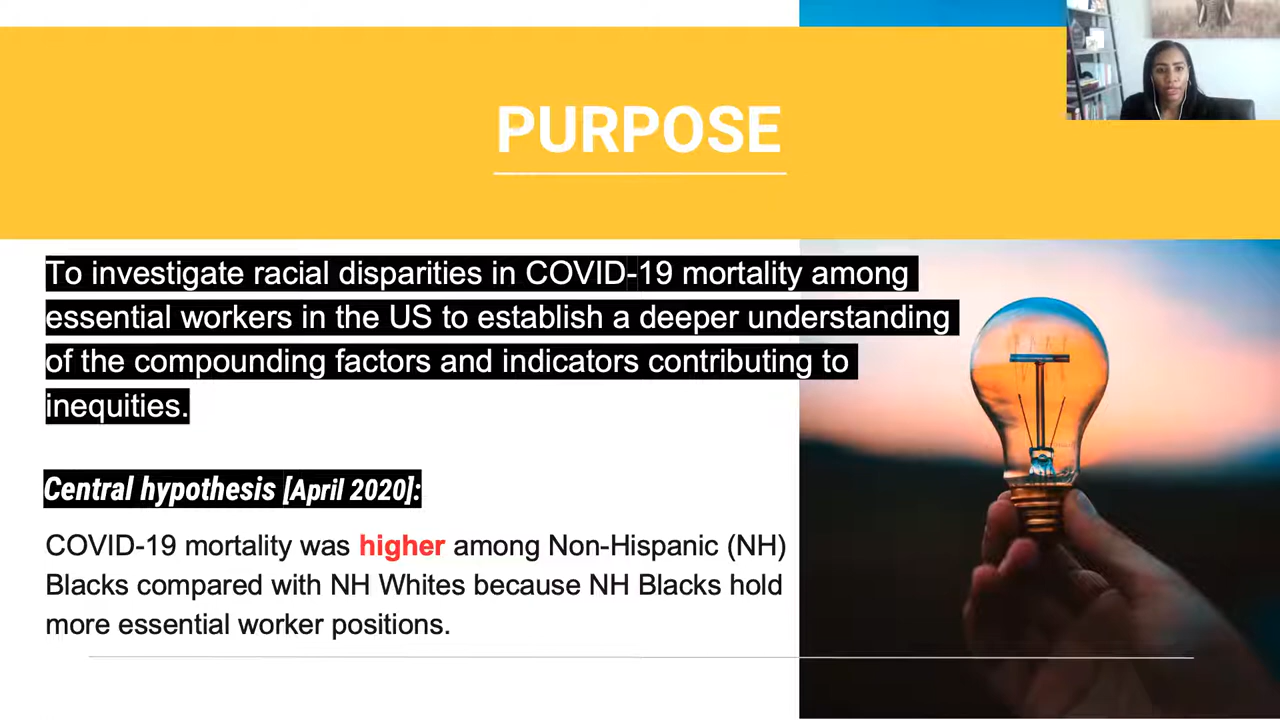 PURPOSE
To investigate racial disparities in COVID-19 mortality among
essential workers in the US to establish a deeper understanding
of the compounding factors and indicators contributing to
inequities.
Central hypothesis [April 2020]:
COVID-19 mortality was higher among Non-Hispanic (NH)
Blacks compared with NH Whites because NH Blacks hold
more essential worker positions.